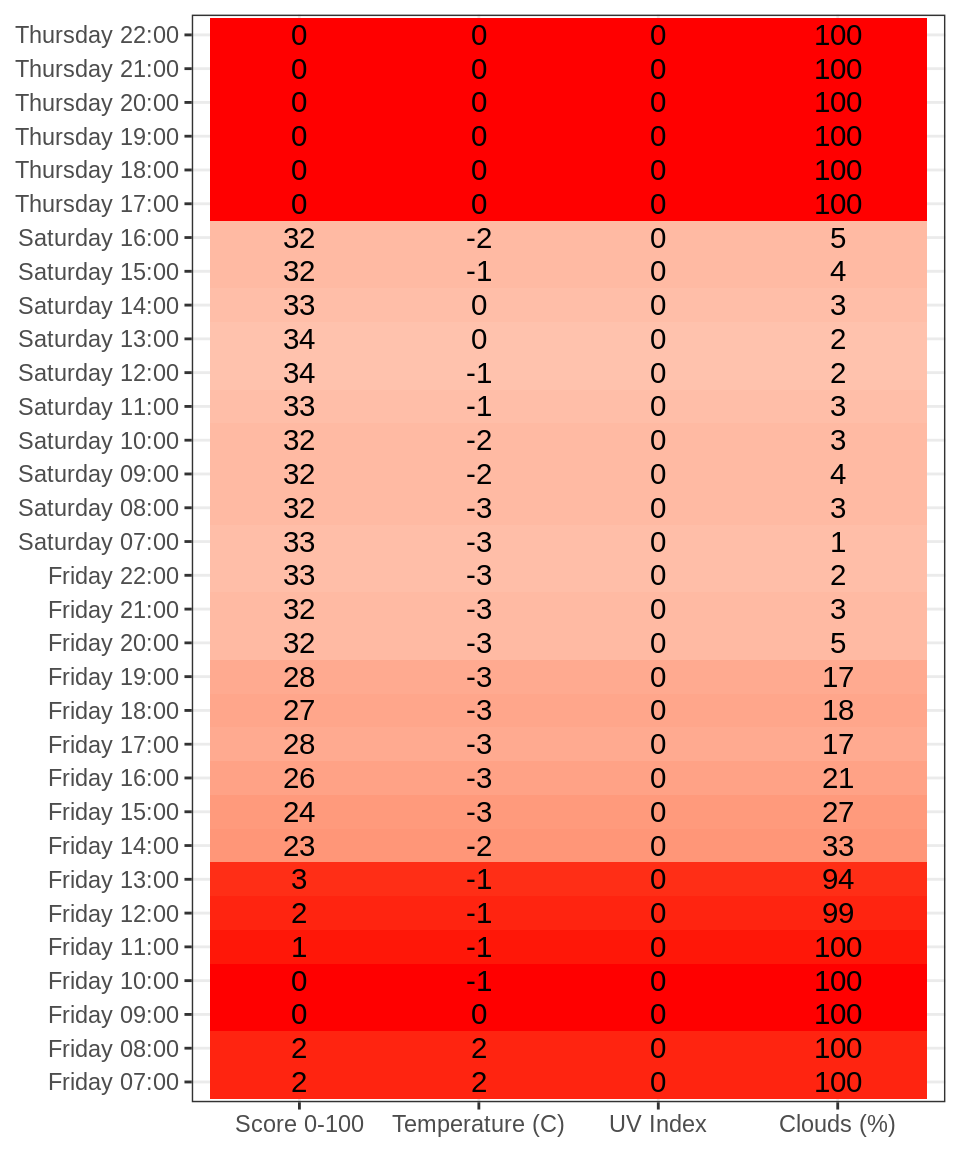 Thursday 22:00 0 0 0 100
Thursday 21:00 0 0 0 100
Thursday 20:00 0 0 0 100
Thursday 19:00 0 0 0 100
Thursday 18:00 0 0 0 100
Thursday 17:00 0 0 0 100
Saturday 16:00 32 -2 0 5
Saturday 15:00 32 -1 0 4
Saturday 14:00 33 0 0 3
Saturday 13:00 34 0 0 2
Saturday 12:00 34 -1 0 2
Saturday 11:00 33 -1 0 3
Saturday 10:00 32 -2 0 3
Saturday 09:00 32 -2 0 4
Saturday 08:00 32 -3 0 3
Saturday 07:00 33 -3 0 1
Friday 22:00 33 -3 0 2
Friday 21:00 32 -3 0 3
Friday 20:00 32 -3 0 5
Friday 19:00 28 -3 0 17
Friday 18:00 27 -3 0 18
Friday 17:00 28 -3 0 17
Friday 16:00 26 -3 0 21
Friday 15:00 24 -3 0 27
Friday 14:00 23 -2 0 33
Friday 13:00 3 -1 0 94
Friday 12:00 2 -1 0 99
Friday 11:00 1 -1 0 100
Friday 10:00 0 -1 0 100
Friday 09:00 0 0 0 100
Friday 08:00 2 2 0 100
Friday 07:00 2 2 0 100
Score 0-100 Temperature (C) UV Index Clouds (%)